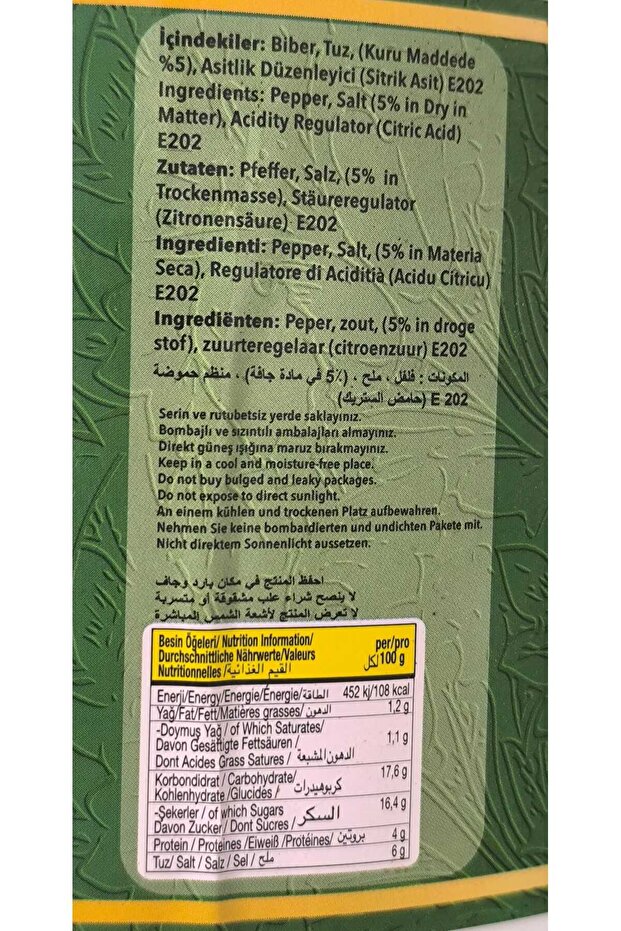 İçindekiler: Biber, Tuz, (Kuru Maddede
%5), Asitlik Düzenleyici (Sitrik Asit) E202
Ingredients: Pepper, Salt (5% in Dry in
Matter), Acidity Regulator (Citric Acid)
E202
Zutaten: Pfeffer, Salz, (5% in
Trockenmasse), Stäureregulator
(Zitronensäure) E202
Ingredienti: Pepper, Salt, (5% in Materia
Seca), Regulatore di Aciditià (Acidu Citricu)
E202
Ingrediënten: Peper, zout, (5% in droge
stof), zuurteregelaar (citroenzuur) E202
المكونات : فلفل ، ملح ، (٥٪ في مادة جافة) ، منظم حموضة
(حامض الستريك) E 202
Serin ve rutubetsiz yerde saklayınız.
Bombajlı ve sızıntılı ambalajları almayınız.
Direkt güneş ışığına maruz bırakmayınız.
Keep in a cool and moisture-free place.
Do not buy bulged and leaky packages.
Do not expose to direct sunlight.
An einem kühlen und trockenen Platz aufbewahren.
Nehmen Sie keine bombardierten und undichten Pakete mit.
Nicht direktem Sonnenlicht aussetzen.
احفظ المنتج في مكان بارد وجاف
لا ينصح شراء علب مشقوقة أو متسربة
لا تعرض المنتج لأشعة الشمس المباشرة
Besin Öğeleri/ Nutrition Information/
Durchschnittliche Nährwerte/Valeurs
Nutritionnelles / القيم الغذائية
per/pro
100 g لكل
Enerji/Energy/Energie/Énergie/الطاقة 452 kj/108 kcal
Yağ/Fat/Fett/Matières grasses/ الدهون 1,2 g
-Doymuş Yağ / of Which Saturates/
Davon Gesättigte Fettsäuren /
Dont Acides Grass Satures / الدهون المشبعة 1,1 g
Korbondidrat / Carbohydrate/
Kohlenhydrate /Glucides / كربوهيدرات 17,6 g
-Şekerler / of which Sugars
Davon Zucker / Dont Sucres / السكر 16,4 g
Protein / Proteines /Eiweiß /Protéines/ بروتين 4 g
Tuz/ Salt / Salz / Sel / ملح 6 g